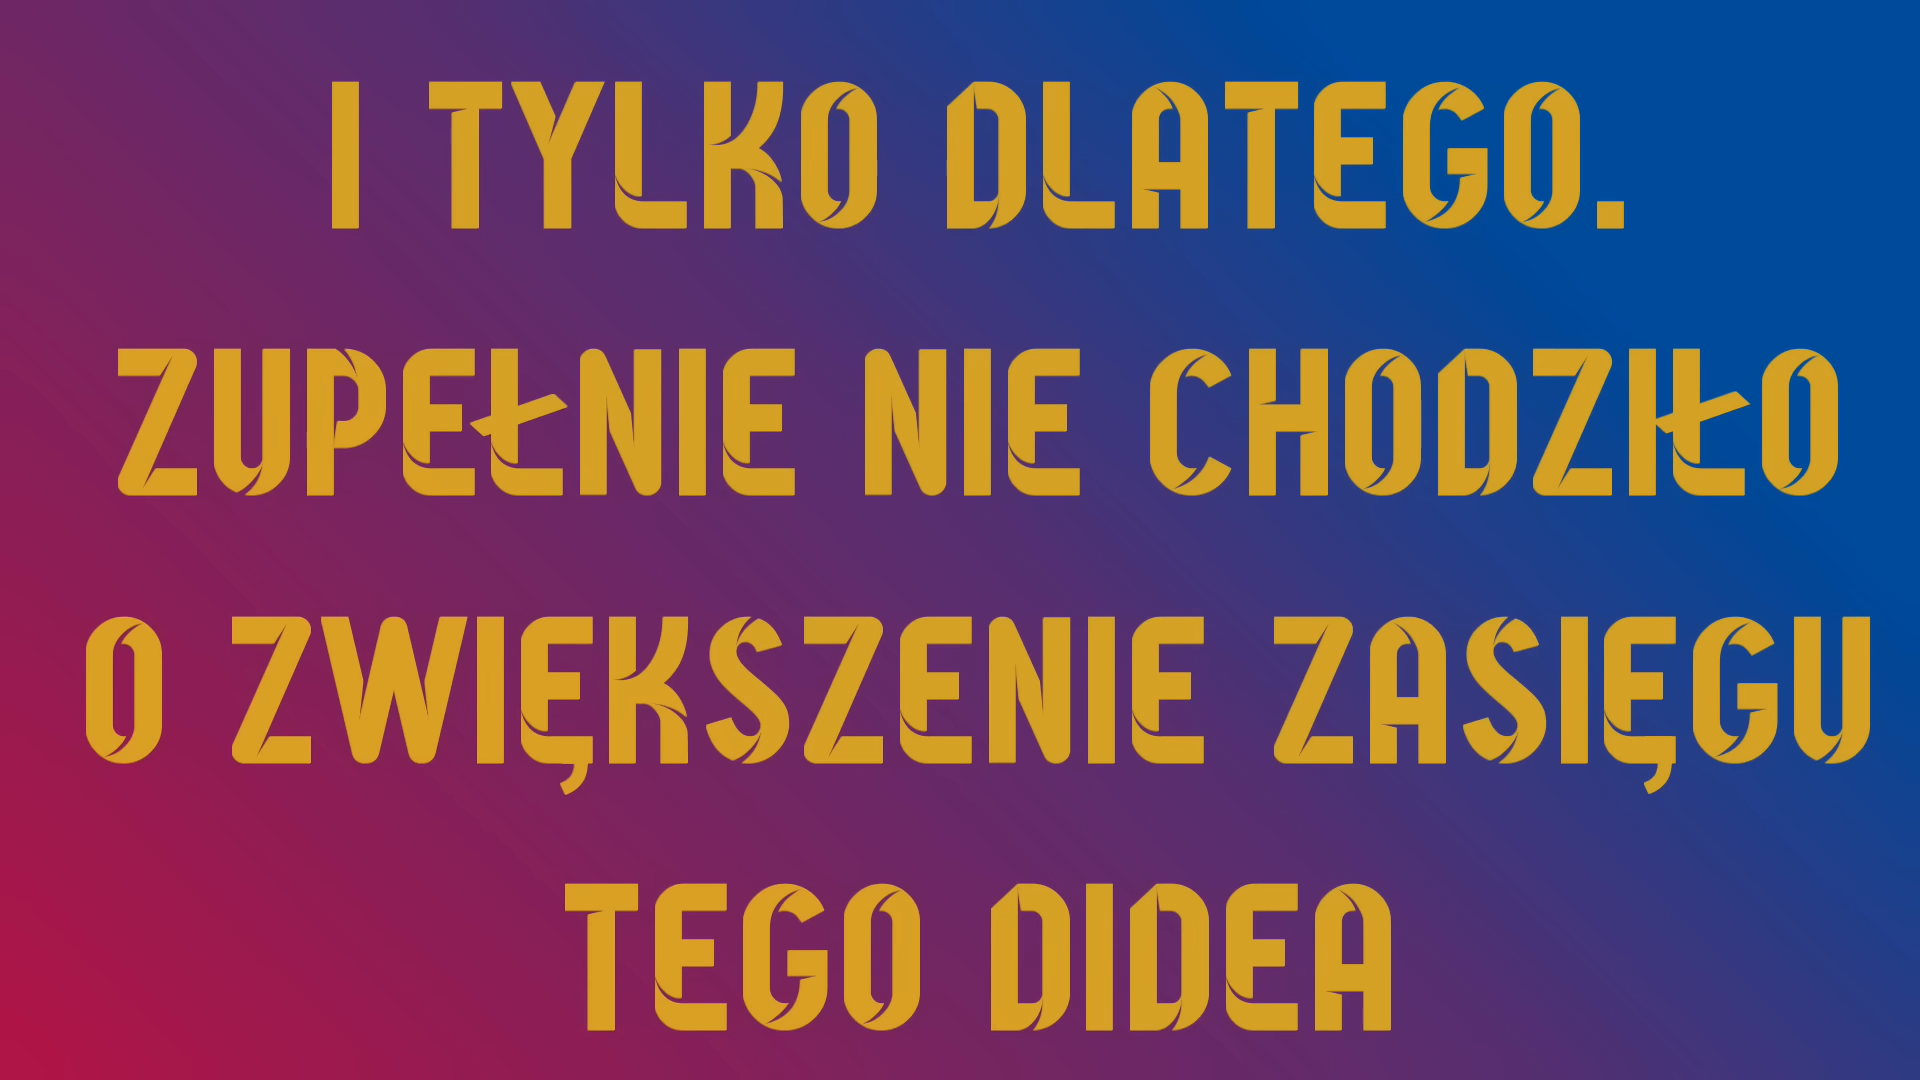 I TYLKO DLATEGO.
ZUPEŁNIE NIE CHODZIŁO
O ZWIĘKSZENIE ZASIĘGU
TEGO DIDEA